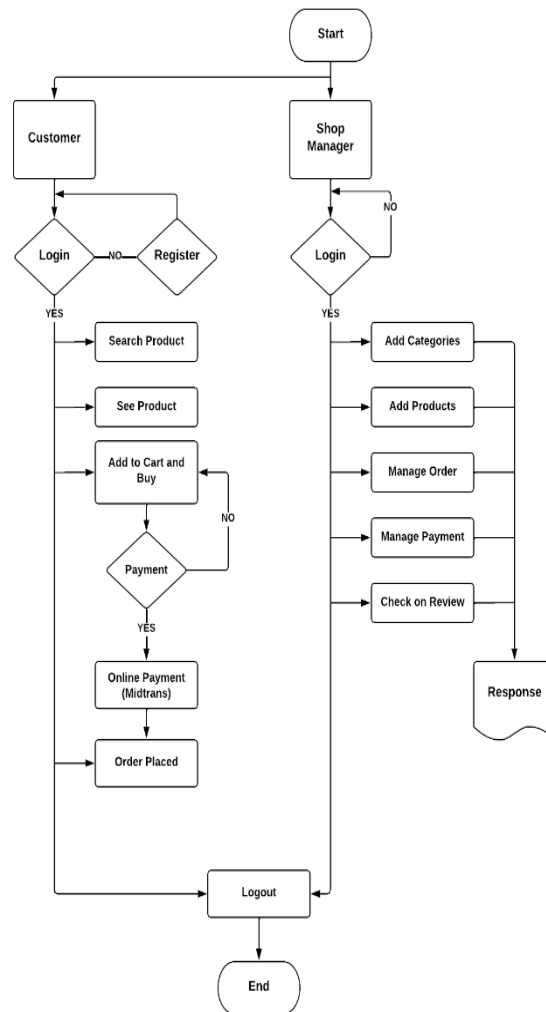 Start
Customer
Shop
Manager
NO
Login
NO
Register
Login
YES
YES
Search Product
Add Categories
See Product
Add Products
Add to Cart and
Buy
Manage Order
NO
Payment
Manage Payment
YES
Check on Review
Online Payment
(Midtrans)
Response
Order Placed
Logout
End